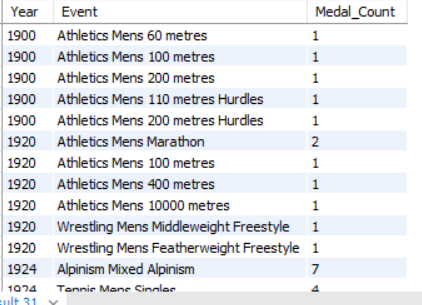 Year Event Medal_Count
1900 Athletics Mens 60 metres 1
1900 Athletics Mens 100 metres 1
1900 Athletics Mens 200 metres 1
1900 Athletics Mens 110 metres Hurdles 1
1900 Athletics Mens 200 metres Hurdles 1
1920 Athletics Mens Marathon 2
1920 Athletics Mens 100 metres 1
1920 Athletics Mens 400 metres 1
1920 Athletics Mens 10000 metres 1
1920 Wrestling Mens Middleweight Freestyle 1
1920 Wrestling Mens Featherweight Freestyle 1
1924 Alpinism Mixed Alpinism 7
1924 Tennis Mens Singles 4
sult 31